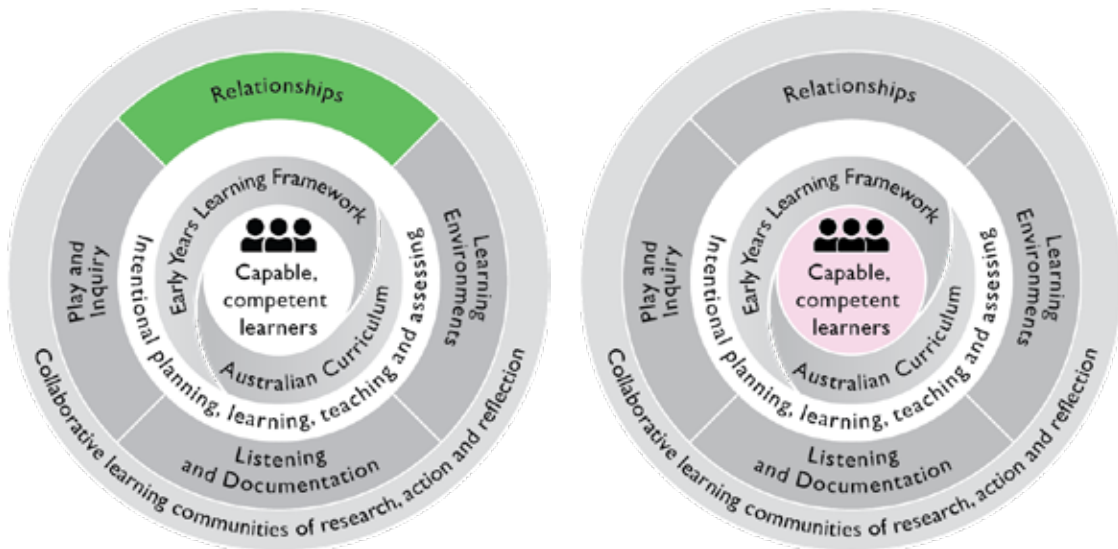 Relationships
Play and
Inquiry
Early Years Learning Framework
Capable,
competent
learners
Australian Curriculum
Learning
Environments
Intentional planning, learning, teaching and assessing
Listening
and Documentation
Collaborative learning communities of research, action and reflection
Relationships
Play and
Inquiry
Early Years Learning Framework
Capable,
competent
learners
Australian Curriculum
Learning
Environments
Intentional planning, learning, teaching and assessing
Listening
and Documentation
Collaborative learning communities of research, action and reflection